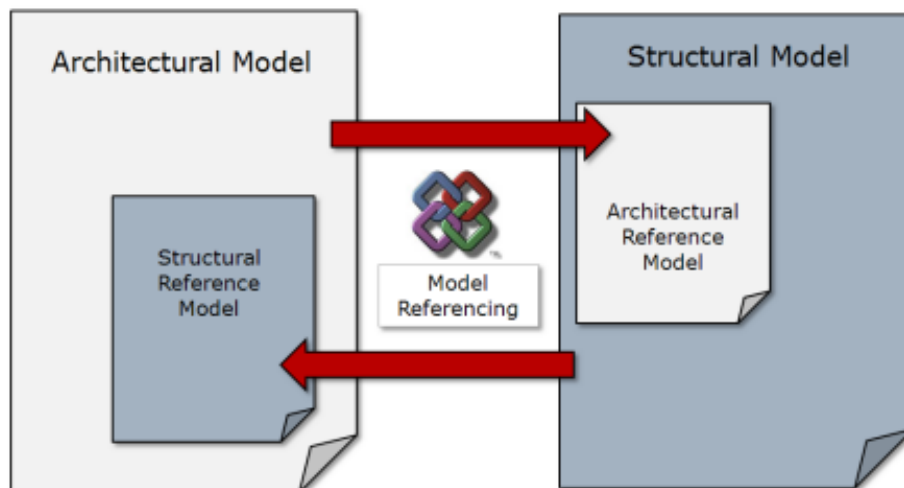 Architectural Model
Structural Model
Architectural
Reference
Model
Structural
Reference
Model
Model
Referencing